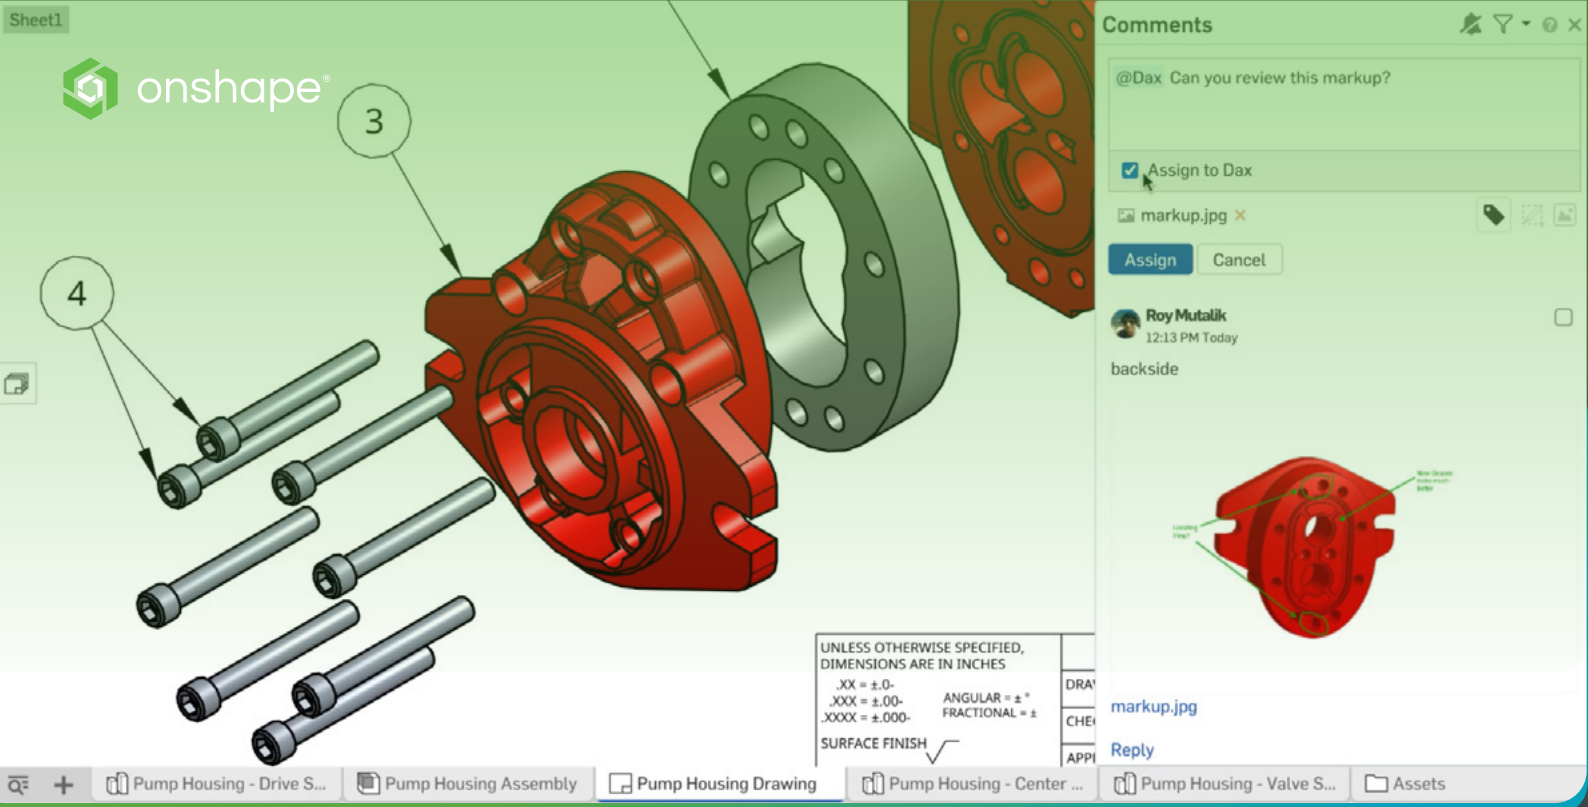 Sheet1
onshape®
3
4
Comments
@Dax Can you review this markup?
Assign to Dax
markup.jpg
Assign
Cancel
Roy Mutalik
12:13 PM Today
backside
markup.jpg
Reply
UNLESS OTHERWISE SPECIFIED,
DIMENSIONS ARE IN INCHES
.XX = ±.0-
.XXX = ±.00-
.XXXX = ±.000-
ANGULAR = ± °
FRACTIONAL = ±
SURFACE FINISH
DRA
CHE
APP
Pump Housing - Drive S...
Pump Housing Assembly
Pump Housing Drawing
Pump Housing - Center ...
Pump Housing - Valve S...
Assets